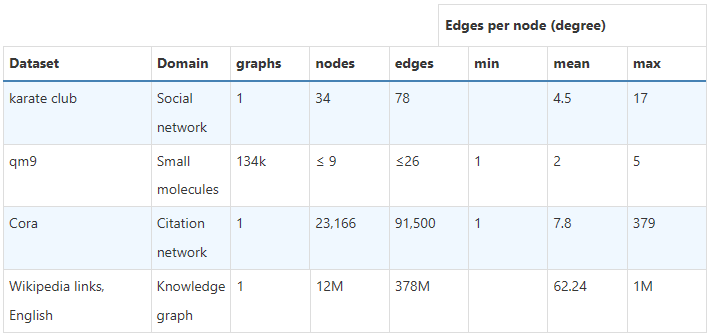 Edges per node (degree)
Dataset Domain graphs nodes edges min mean max
karate club Social network 1 34 78 4.5 17
qm9 Small molecules 134k ≤ 9 ≤26 1 2 5
Cora Citation network 1 23,166 91,500 1 7.8 379
Wikipedia links, English Knowledge graph 1 12M 378M 62.24 1M